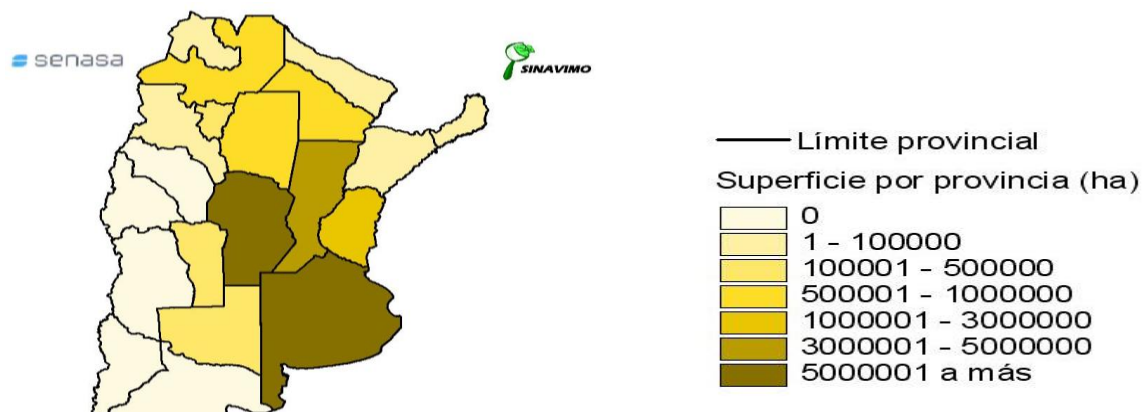 senasa
SINAVIMO
Límite provincial
Superficie por provincia (ha)
0
1 - 100000
100001 - 500000
500001 - 1000000
1000001 - 3000000
3000001 - 5000000
5000001 a más